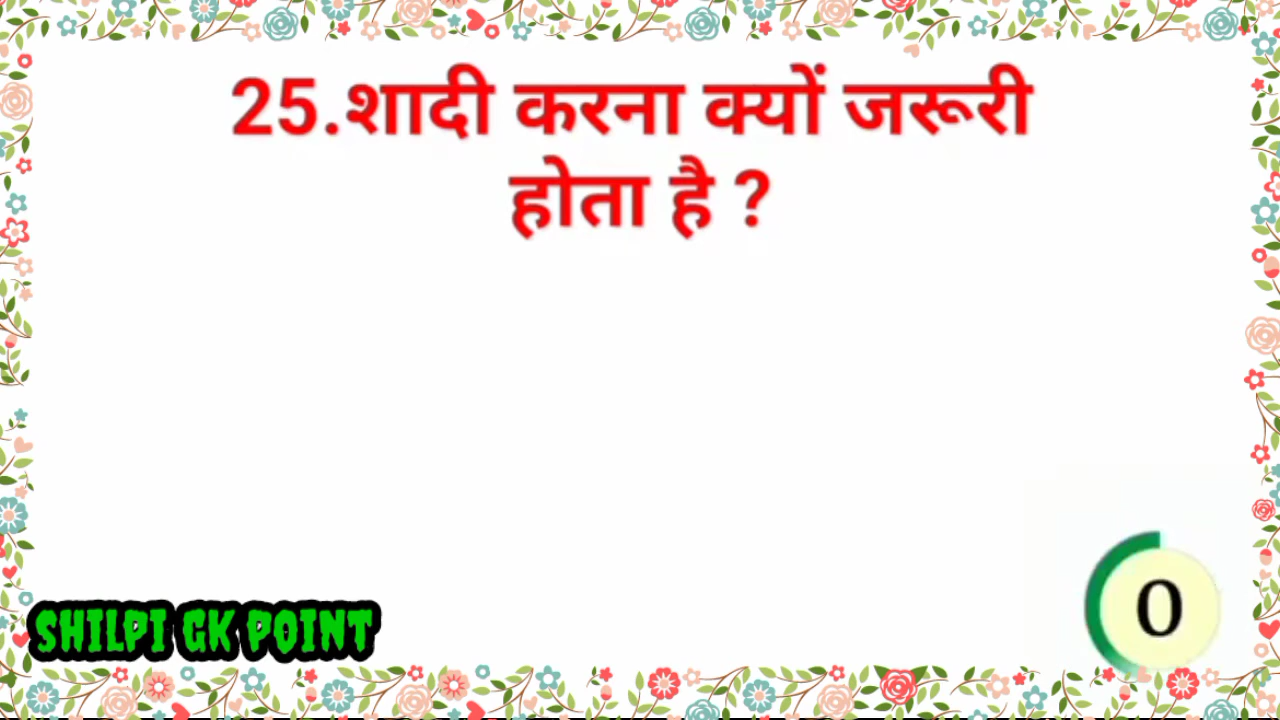 25.शादी करना क्यों जरूरी
होता है ?
SHILPI GK POINT
0